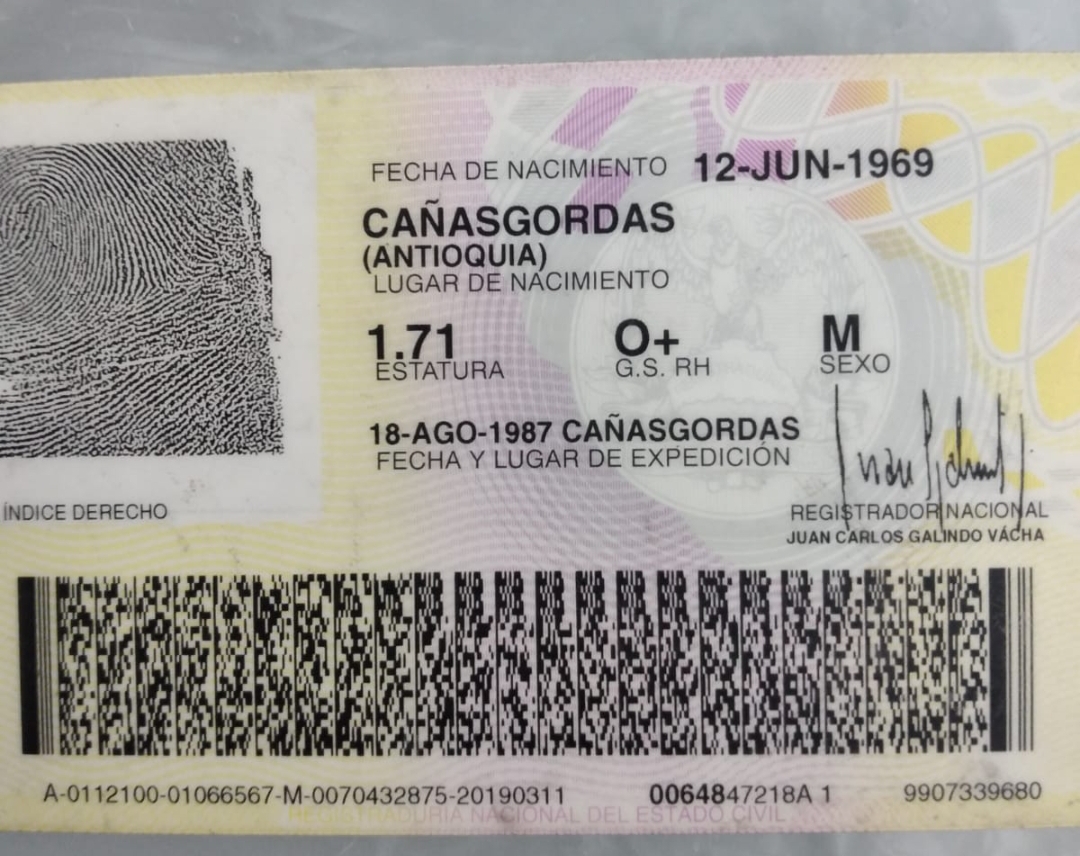 FECHA DE NACIMIENTO 12-JUN-1969
CAÑASGORDAS
(ANTIOQUIA)
LUGAR DE NACIMIENTO
1.71 O+ M
ESTATURA G.S. RH SEXO
18-AGO-1987 CAÑASGORDAS
FECHA Y LUGAR DE EXPEDICIÓN
ÍNDICE DERECHO
REGISTRADOR NACIONAL
JUAN CARLOS GALINDO VÁCHA
A-0112100-01066567-M-0070432875-20190311 0064847218A 1 9907339680
REGISTRADURIA NACIONAL DEL ESTADO CIVIL